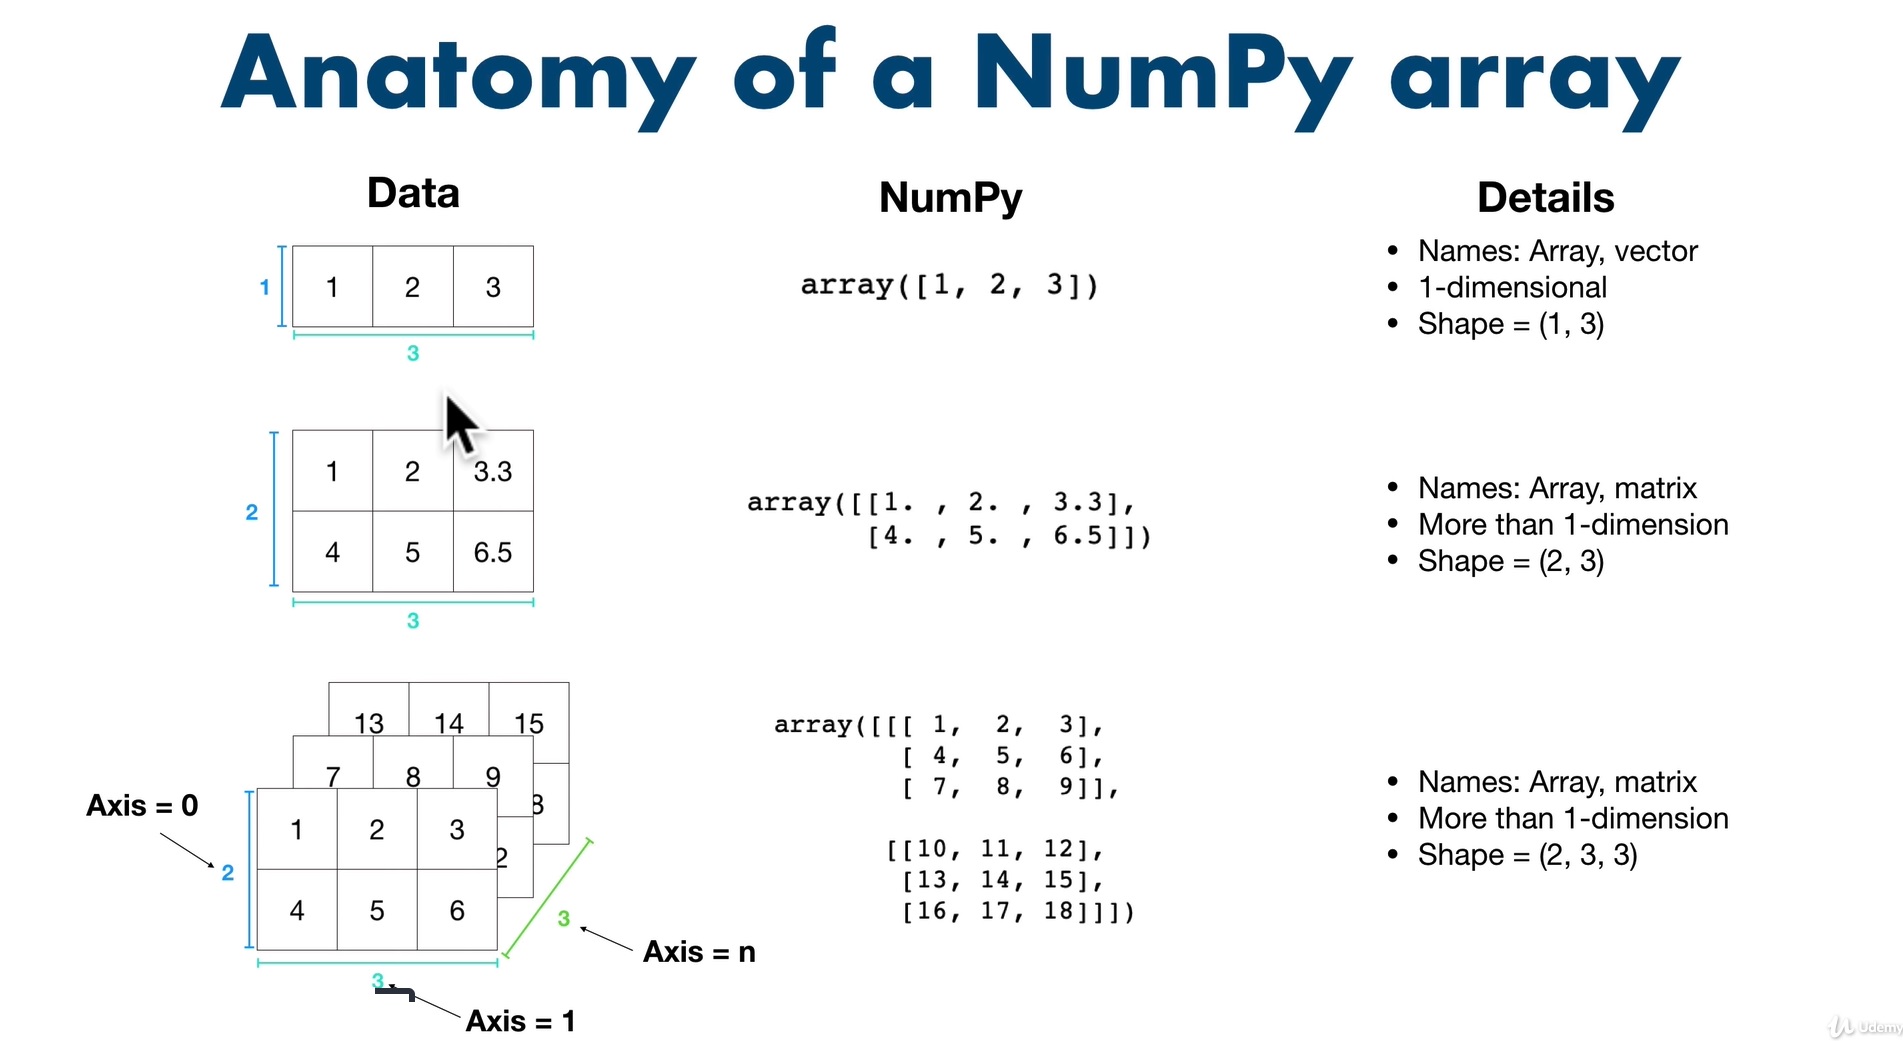 Anatomy of a NumPy array
Data
NumPy
Details
1
1 2 3
3
array([1, 2, 3])
• Names: Array, vector
• 1-dimensional
• Shape = (1, 3)
2
1 2 3.3
4 5 6.5
3
array([[1. , 2. , 3.3],
[4. , 5. , 6.5]])
• Names: Array, matrix
• More than 1-dimension
• Shape = (2, 3)
13 14 15
7 8 9
8
Axis = 0
1 2 3
2
2
4 5 6
3
Axis = n
3
Axis = 1
array([[[ 1, 2, 3],
[ 4, 5, 6],
[ 7, 8, 9]],
[[10, 11, 12],
[13, 14, 15],
[16, 17, 18]]])
• Names: Array, matrix
• More than 1-dimension
• Shape = (2, 3, 3)
Udemy